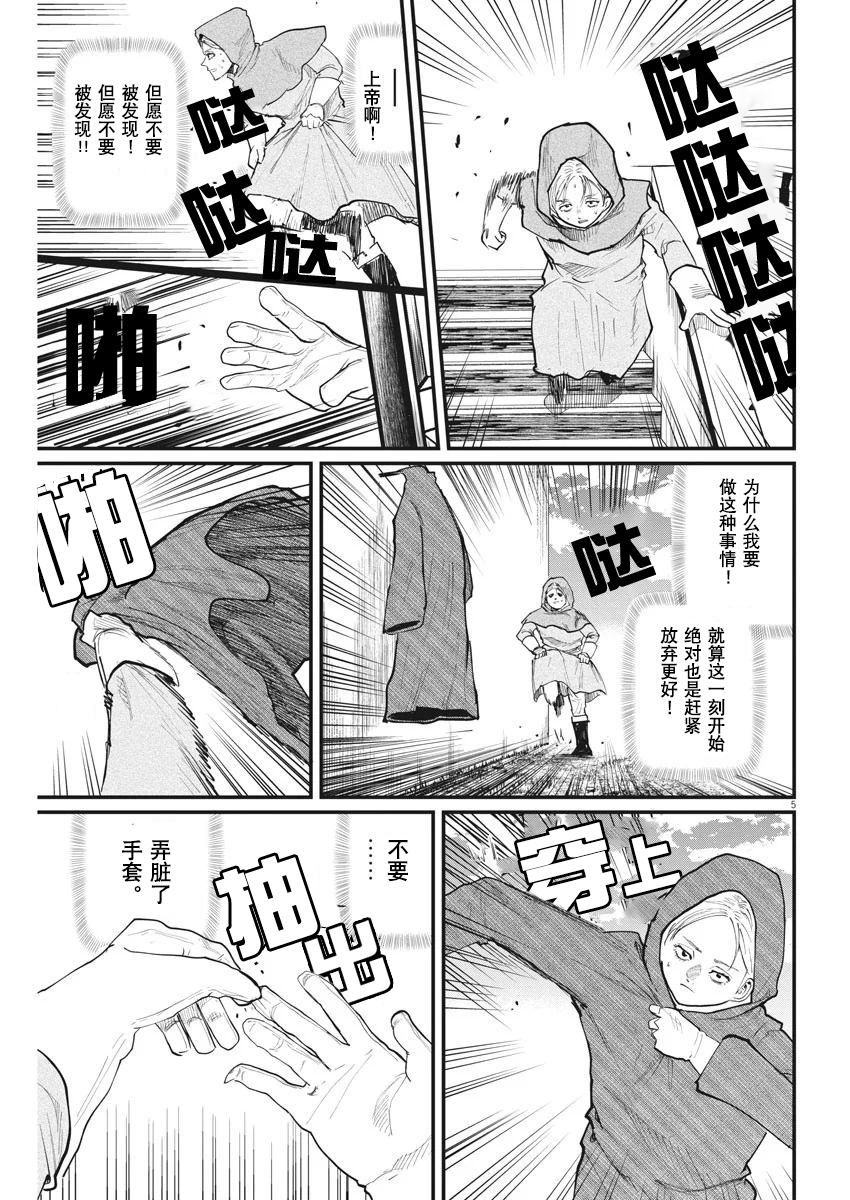 哒
哒
哒
哒
——
上帝啊！
但愿不要
被发现！
但愿不要
被发现!!
哒
哒
哒
啪
为什么我要
做这种事情！
哒
就算这一刻开始
绝对也是赶紧
放弃更好！
啪
5
穿上
不要
……
抽出
弄脏了
手套。